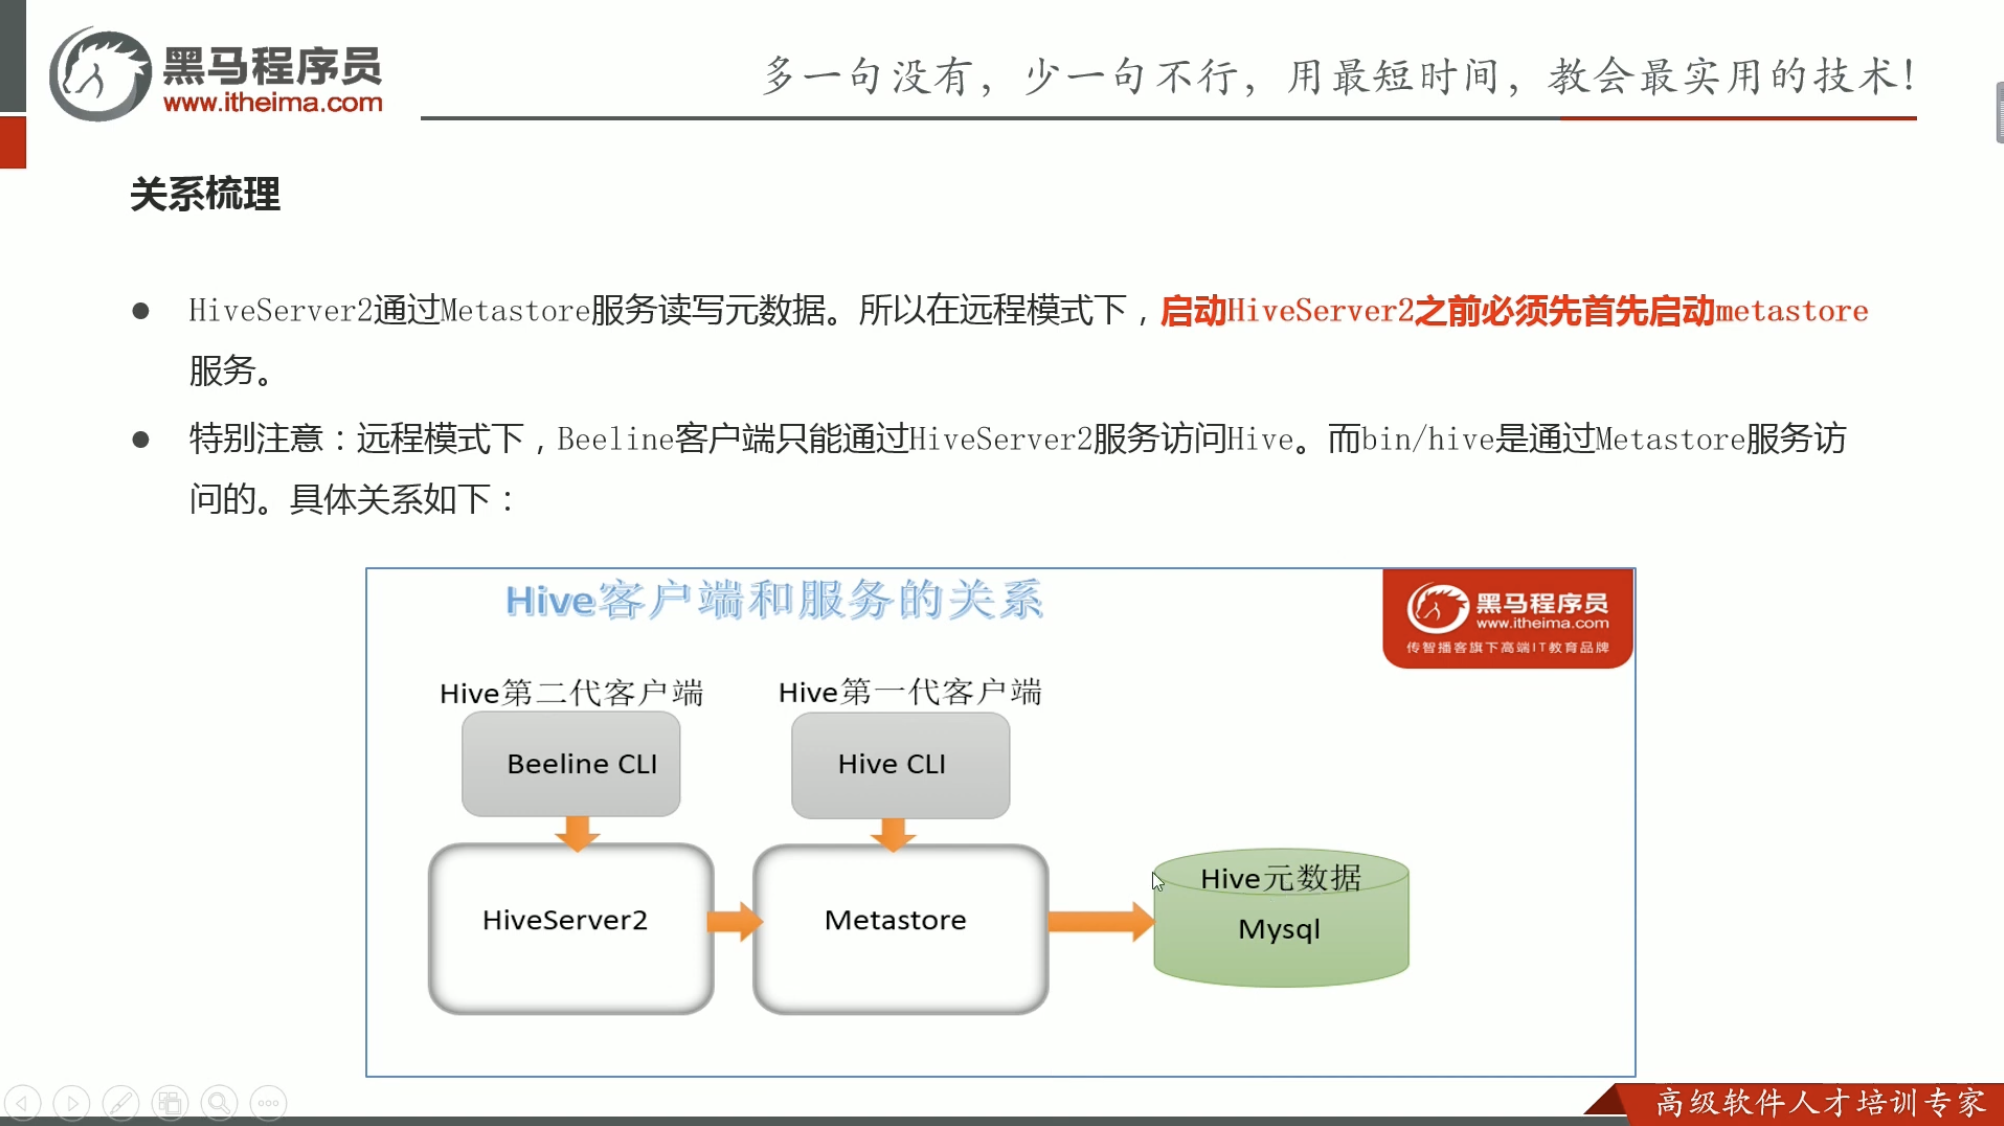 黑马程序员
www.itheima.com
多一句没有，少一句不行，用最短时间，教会最实用的技术！
关系梳理
● HiveServer2通过Metastore服务读写元数据。所以在远程模式下，启动HiveServer2之前必须先首先启动metastore
服务。
● 特别注意：远程模式下，Beeline客户端只能通过HiveServer2服务访问Hive。而bin/hive是通过Metastore服务访
问的。具体关系如下：
Hive客户端和服务的关系
黑马程序员
www.itheima.com
传智播客旗下高端IT教育品牌
Hive第二代客户端
Hive第一代客户端
Beeline CLI
Hive CLI
HiveServer2
Metastore
Hive元数据
Mysql
高级软件人才培训专家